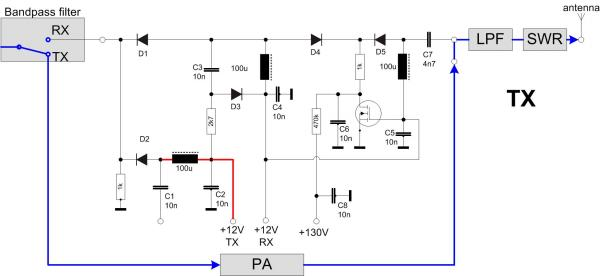 Bandpass filter
antenna
RX
TX
D1
D4
D5
C7
4n7
LPF
SWR
C3
10n
100u
1k
100u
TX
D3
C4
10n
2k7
470k
C6
10n
C5
10n
D2
100u
1k
C1
10n
C2
10n
C8
10n
+12V
TX
+12V
RX
+130V
PA